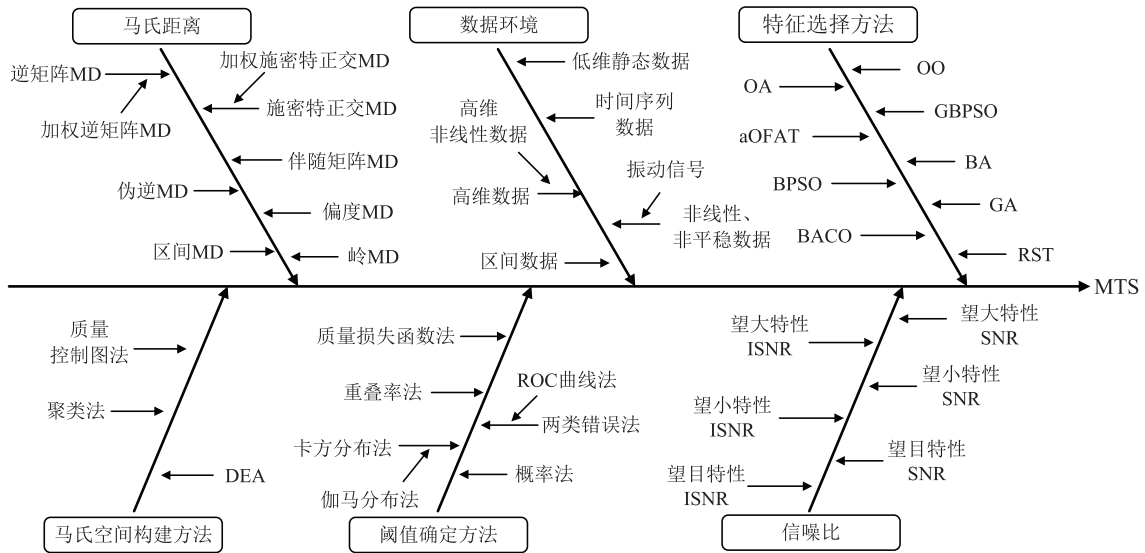 马氏距离
逆矩阵MD
加权逆矩阵MD
加权施密特正交MD
施密特正交MD
伴随矩阵MD
伪逆MD
偏度MD
区间MD
岭MD
数据环境
低维静态数据
高维
非线性数据
时间序列
数据
高维数据
振动信号
非线性、
非平稳数据
区间数据
特征选择方法
OO
OA
GBPSO
aOFAT
BA
BPSO
GA
BACO
RST
MTS
质量
控制图法
聚类法
DEA
马氏空间构建方法
质量损失函数法
重叠率法
ROC曲线法
两类错误法
卡方分布法
伽马分布法
概率法
阈值确定方法
望大特性
SNR
望大特性
ISNR
望小特性
SNR
望小特性
ISNR
望目特性
SNR
望目特性
ISNR
信噪比